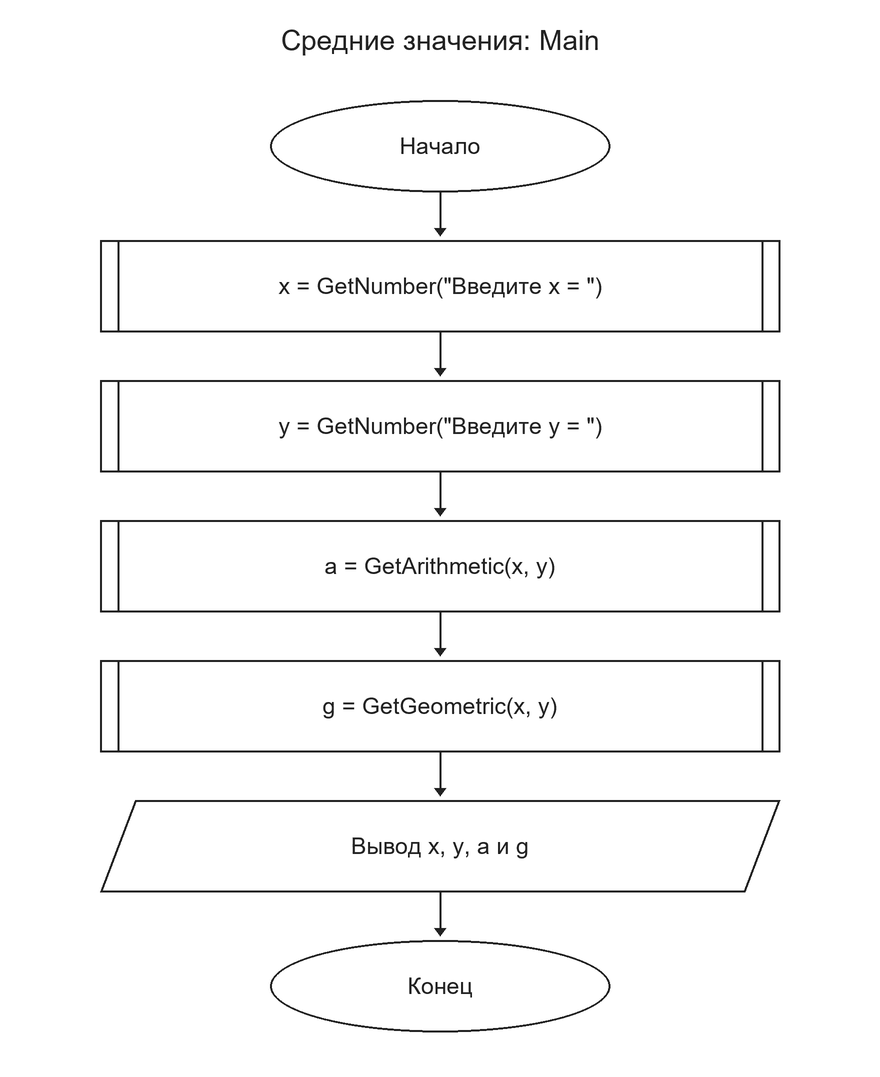 Средние значения: Main
Начало
x = GetNumber("Введите x = ")
y = GetNumber("Введите y = ")
a = GetArithmetic(x, y)
g = GetGeometric(x, y)
Вывод x, y, a и g
Конец